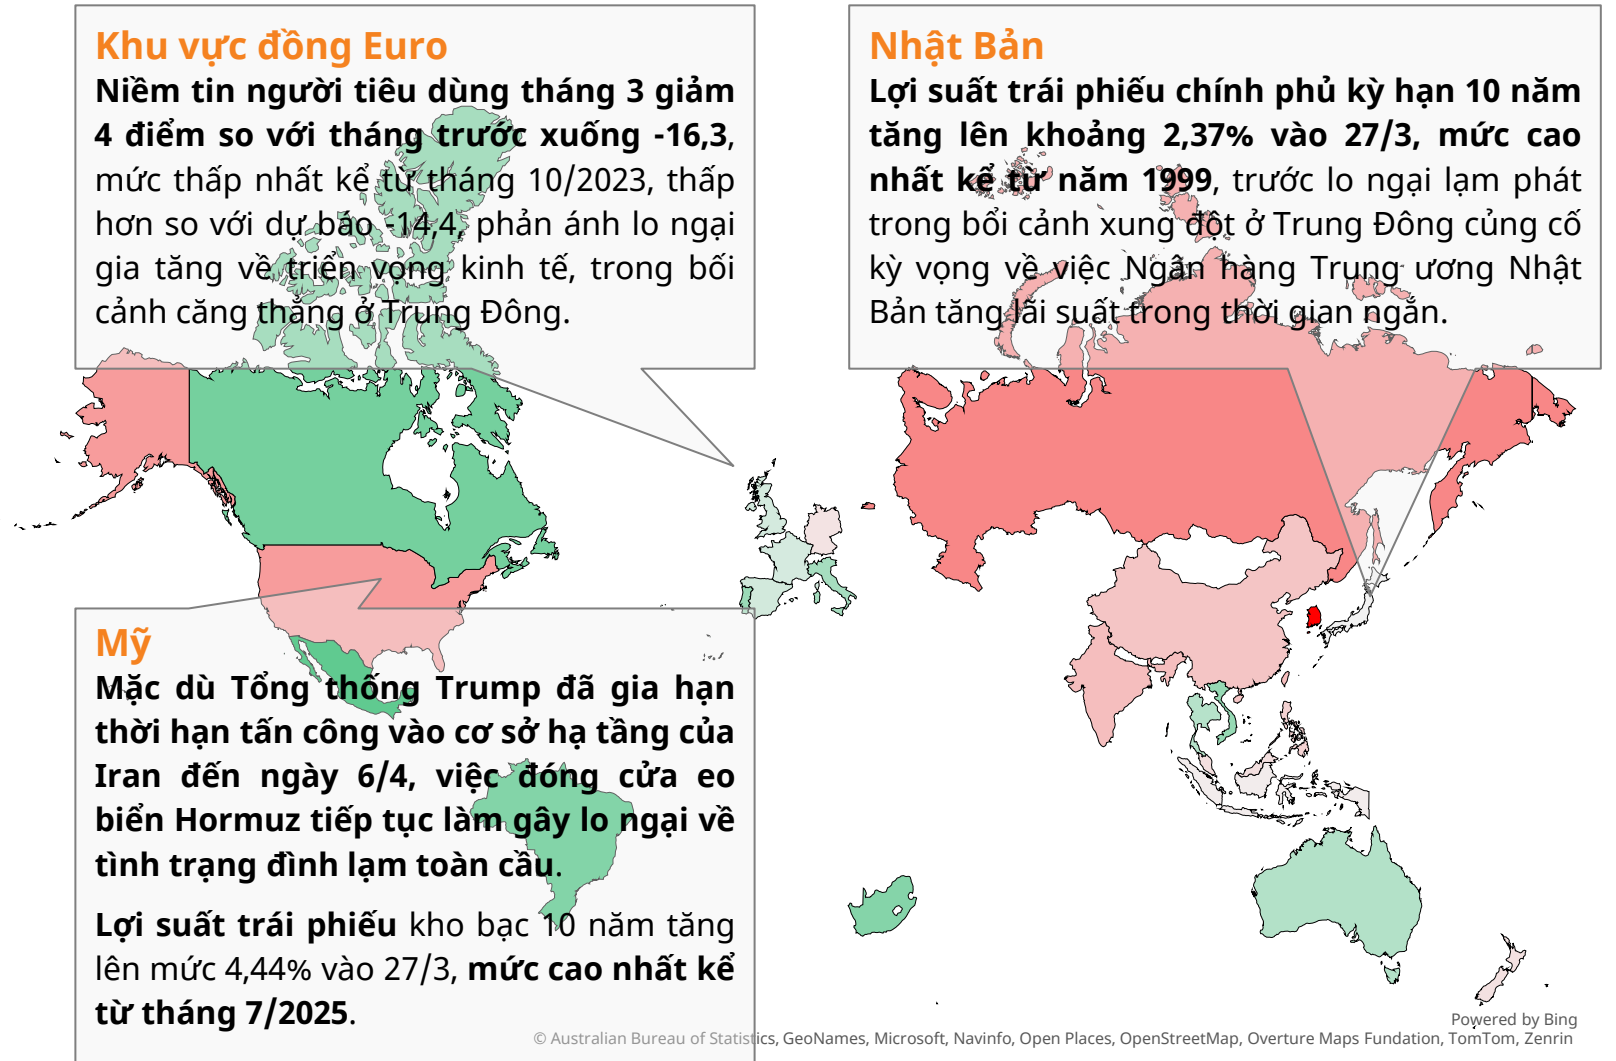 Khu vực đồng Euro
Niềm tin người tiêu dùng tháng 3 giảm
4 điểm so với tháng trước xuống -16,3,
mức thấp nhất kể từ tháng 10/2023, thấp
hơn so với dự báo -14,4, phản ánh lo ngại
gia tăng về triển vọng kinh tế, trong bối
cảnh căng thẳng ở Trung Đông.
Nhật Bản
Lợi suất trái phiếu chính phủ kỳ hạn 10 năm
tăng lên khoảng 2,37% vào 27/3, mức cao
nhất kể từ năm 1999, trước lo ngại lạm phát
trong bối cảnh xung đột ở Trung Đông củng cố
kỳ vọng về việc Ngân hàng Trung ương Nhật
Bản tăng lãi suất trong thời gian ngắn.
Mỹ
Mặc dù Tổng thống Trump đã gia hạn
thời hạn tấn công vào cơ sở hạ tầng của
Iran đến ngày 6/4, việc đóng cửa eo
biển Hormuz tiếp tục làm gây lo ngại về
tình trạng đình lạm toàn cầu.
Lợi suất trái phiếu kho bạc 10 năm tăng
lên mức 4,44% vào 27/3, mức cao nhất kể
từ tháng 7/2025.
Powered by Bing
© Australian Bureau of Statistics, GeoNames, Microsoft, Navinfo, Open Places, OpenStreetMap, Overture Maps Fundation, TomTom, Zenrin